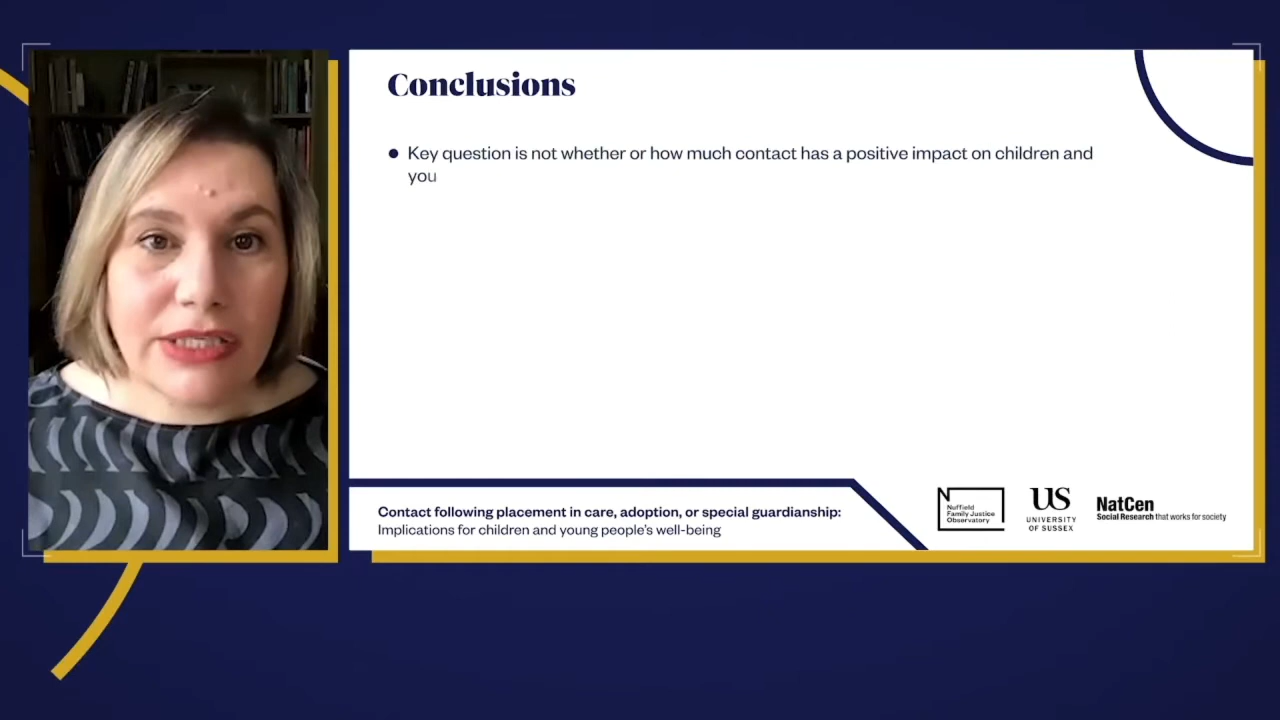 Conclusions
Key question is not whether or how much contact has a positive impact on children and
you
Contact following placement in care, adoption, or special guardianship:
Implications for children and young people's well-being
Nuffield
Family Justice
Observatory
US
UNIVERSITY
OF SUSSEX
NatCen
Social Research that works for society